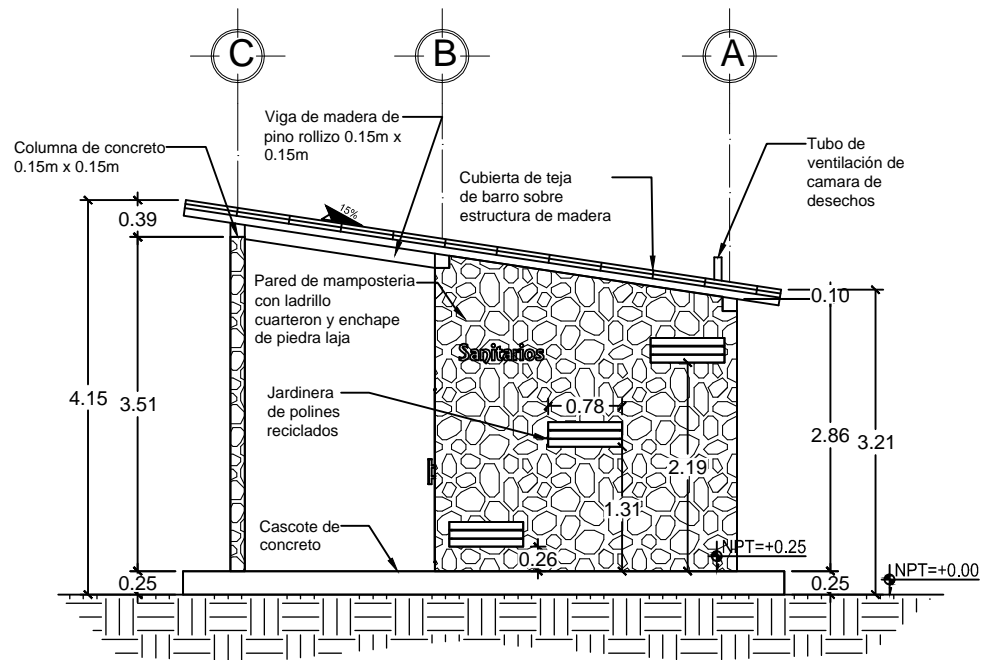 C
B
A
Viga de madera de
pino rollizo 0.15m x
0.15m
Columna de concreto
0.15m x 0.15m
Tubo de
ventilación de
camara de
desechos
Cubierta de teja
de barro sobre
estructura de madera
15%
0.39
Pared de mamposteria
con ladrillo
cuarteron y enchape
de piedra laja
0.10
Sanitarios
4.15
3.51
Jardinera
de polines
reciclados
0.78
2.86
3.21
2.19
1.31
Cascote de
concreto
0.26
NPT=+0.25
0.25
0.25
NPT=+0.00